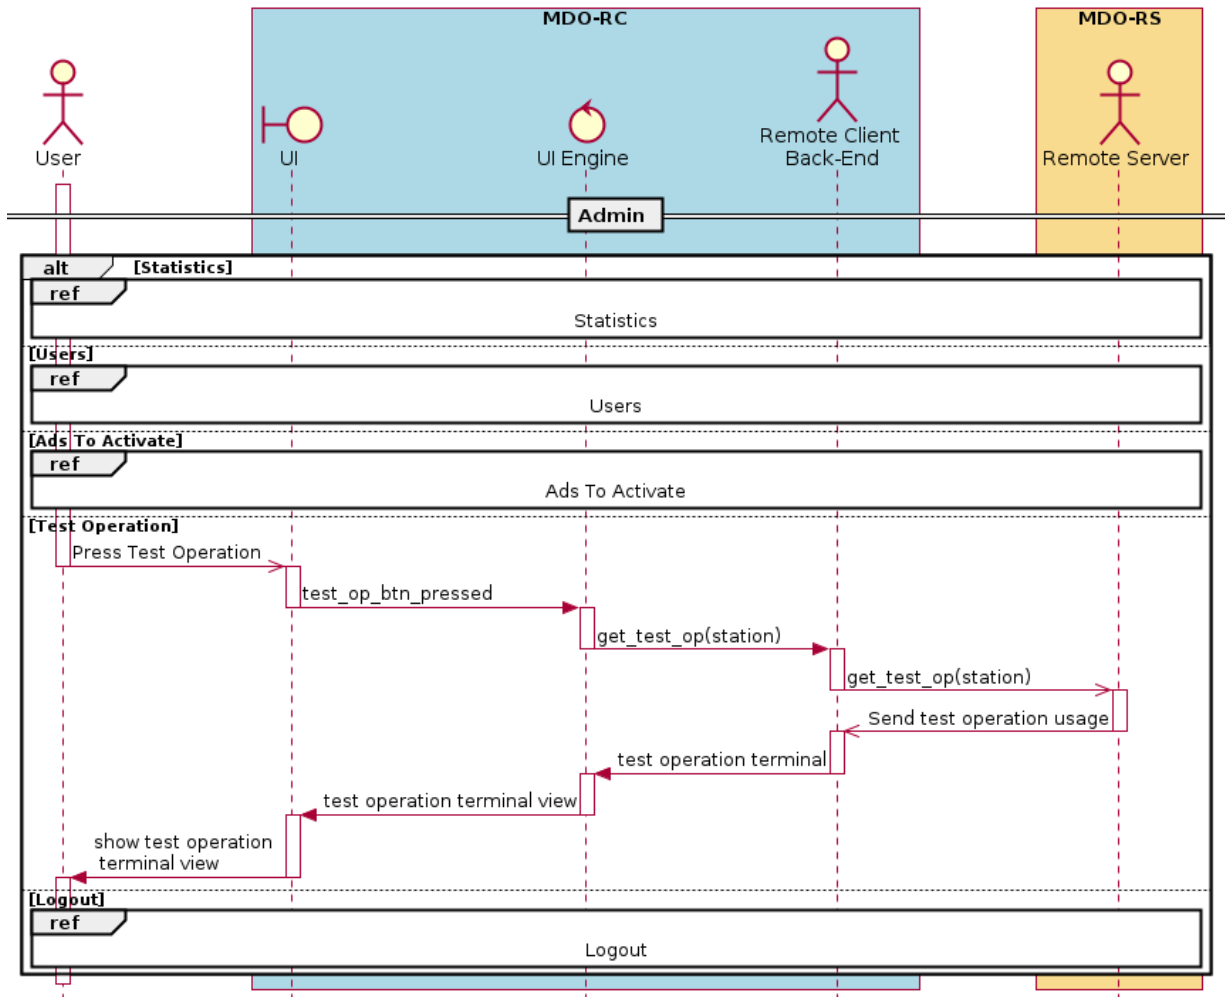 MDO-RC
MDO-RS
User
UI
UI Engine
Remote Client
Back-End
Remote Server
Admin
alt
[Statistics]
ref
Statistics
[Users]
ref
Users
[Ads To Activate]
ref
Ads To Activate
[Test Operation]
Press Test Operation
test_op_btn_pressed
get_test_op(station)
get_test_op(station)
Send test operation usage
test operation terminal
test operation terminal view
show test operation
terminal view
[Logout]
ref
Logout